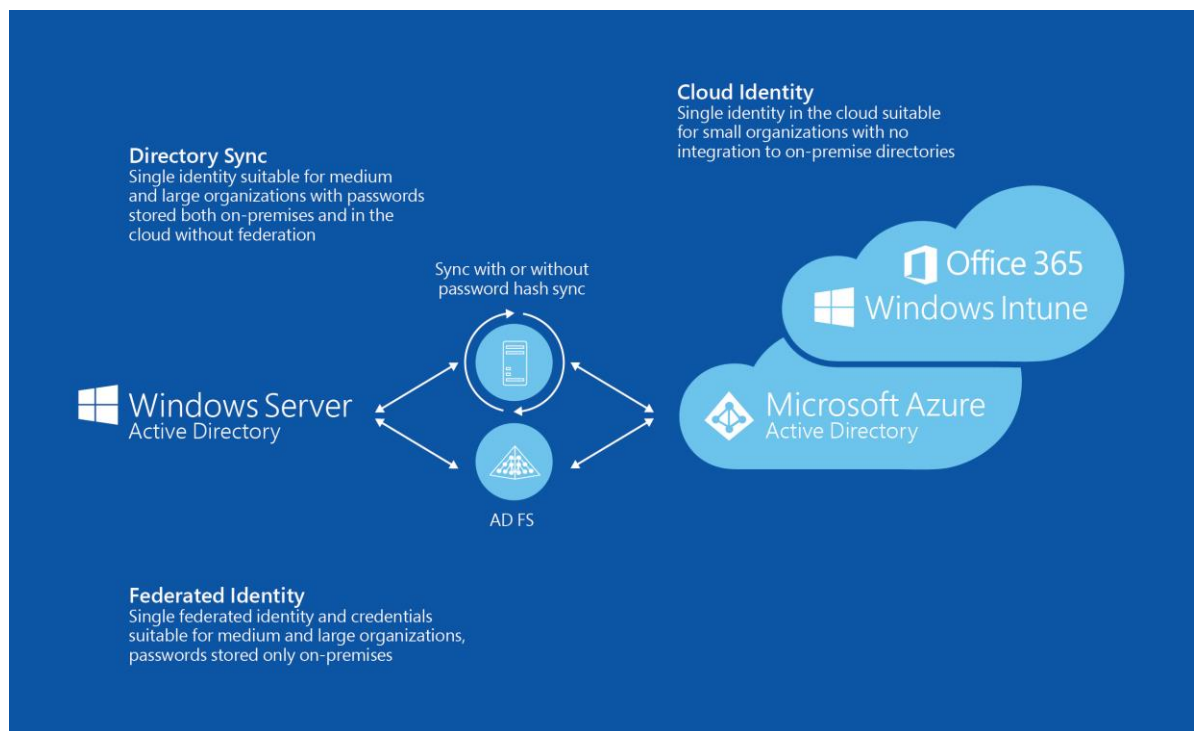 Cloud Identity
Single identity in the cloud suitable
for small organizations with no
integration to on-premise directories
Directory Sync
Single identity suitable for medium
and large organizations with passwords
stored both on-premises and in the
cloud without federation
Sync with or without
password hash sync
Office 365
Windows Intune
Windows Server
Active Directory
Microsoft Azure
Active Directory
AD FS
Federated Identity
Single federated identity and credentials
suitable for medium and large organizations,
passwords stored only on-premises